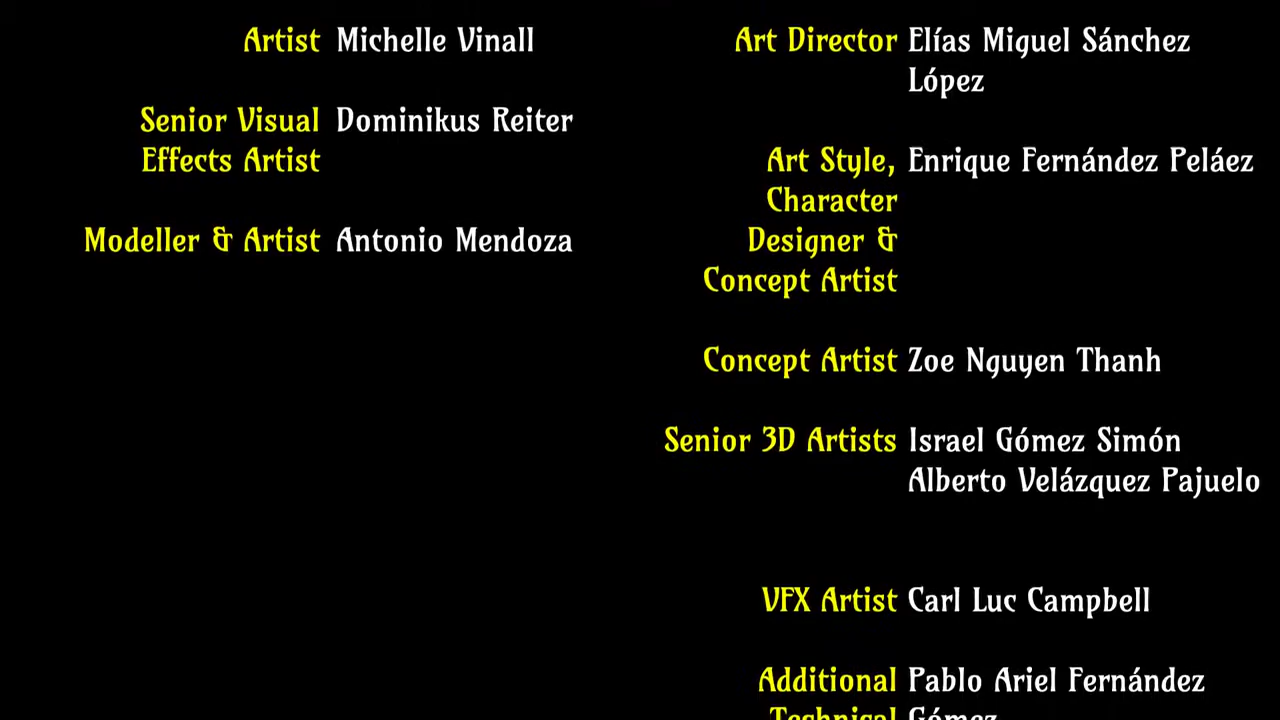 Artist Michelle Vinall
Senior Visual Dominikus Reiter
Effects Artist
Modeller & Artist Antonio Mendoza
Art Director Elías Miguel Sánchez
López
Art Style, Enrique Fernández Peláez
Character
Designer &
Concept Artist
Concept Artist Zoe Nguyen Thanh
Senior 3D Artists Israel Gómez Simón
Alberto Velázquez Pajuelo
VFX Artist Carl Luc Campbell
Additional Pablo Ariel Fernández
Technical Gómez